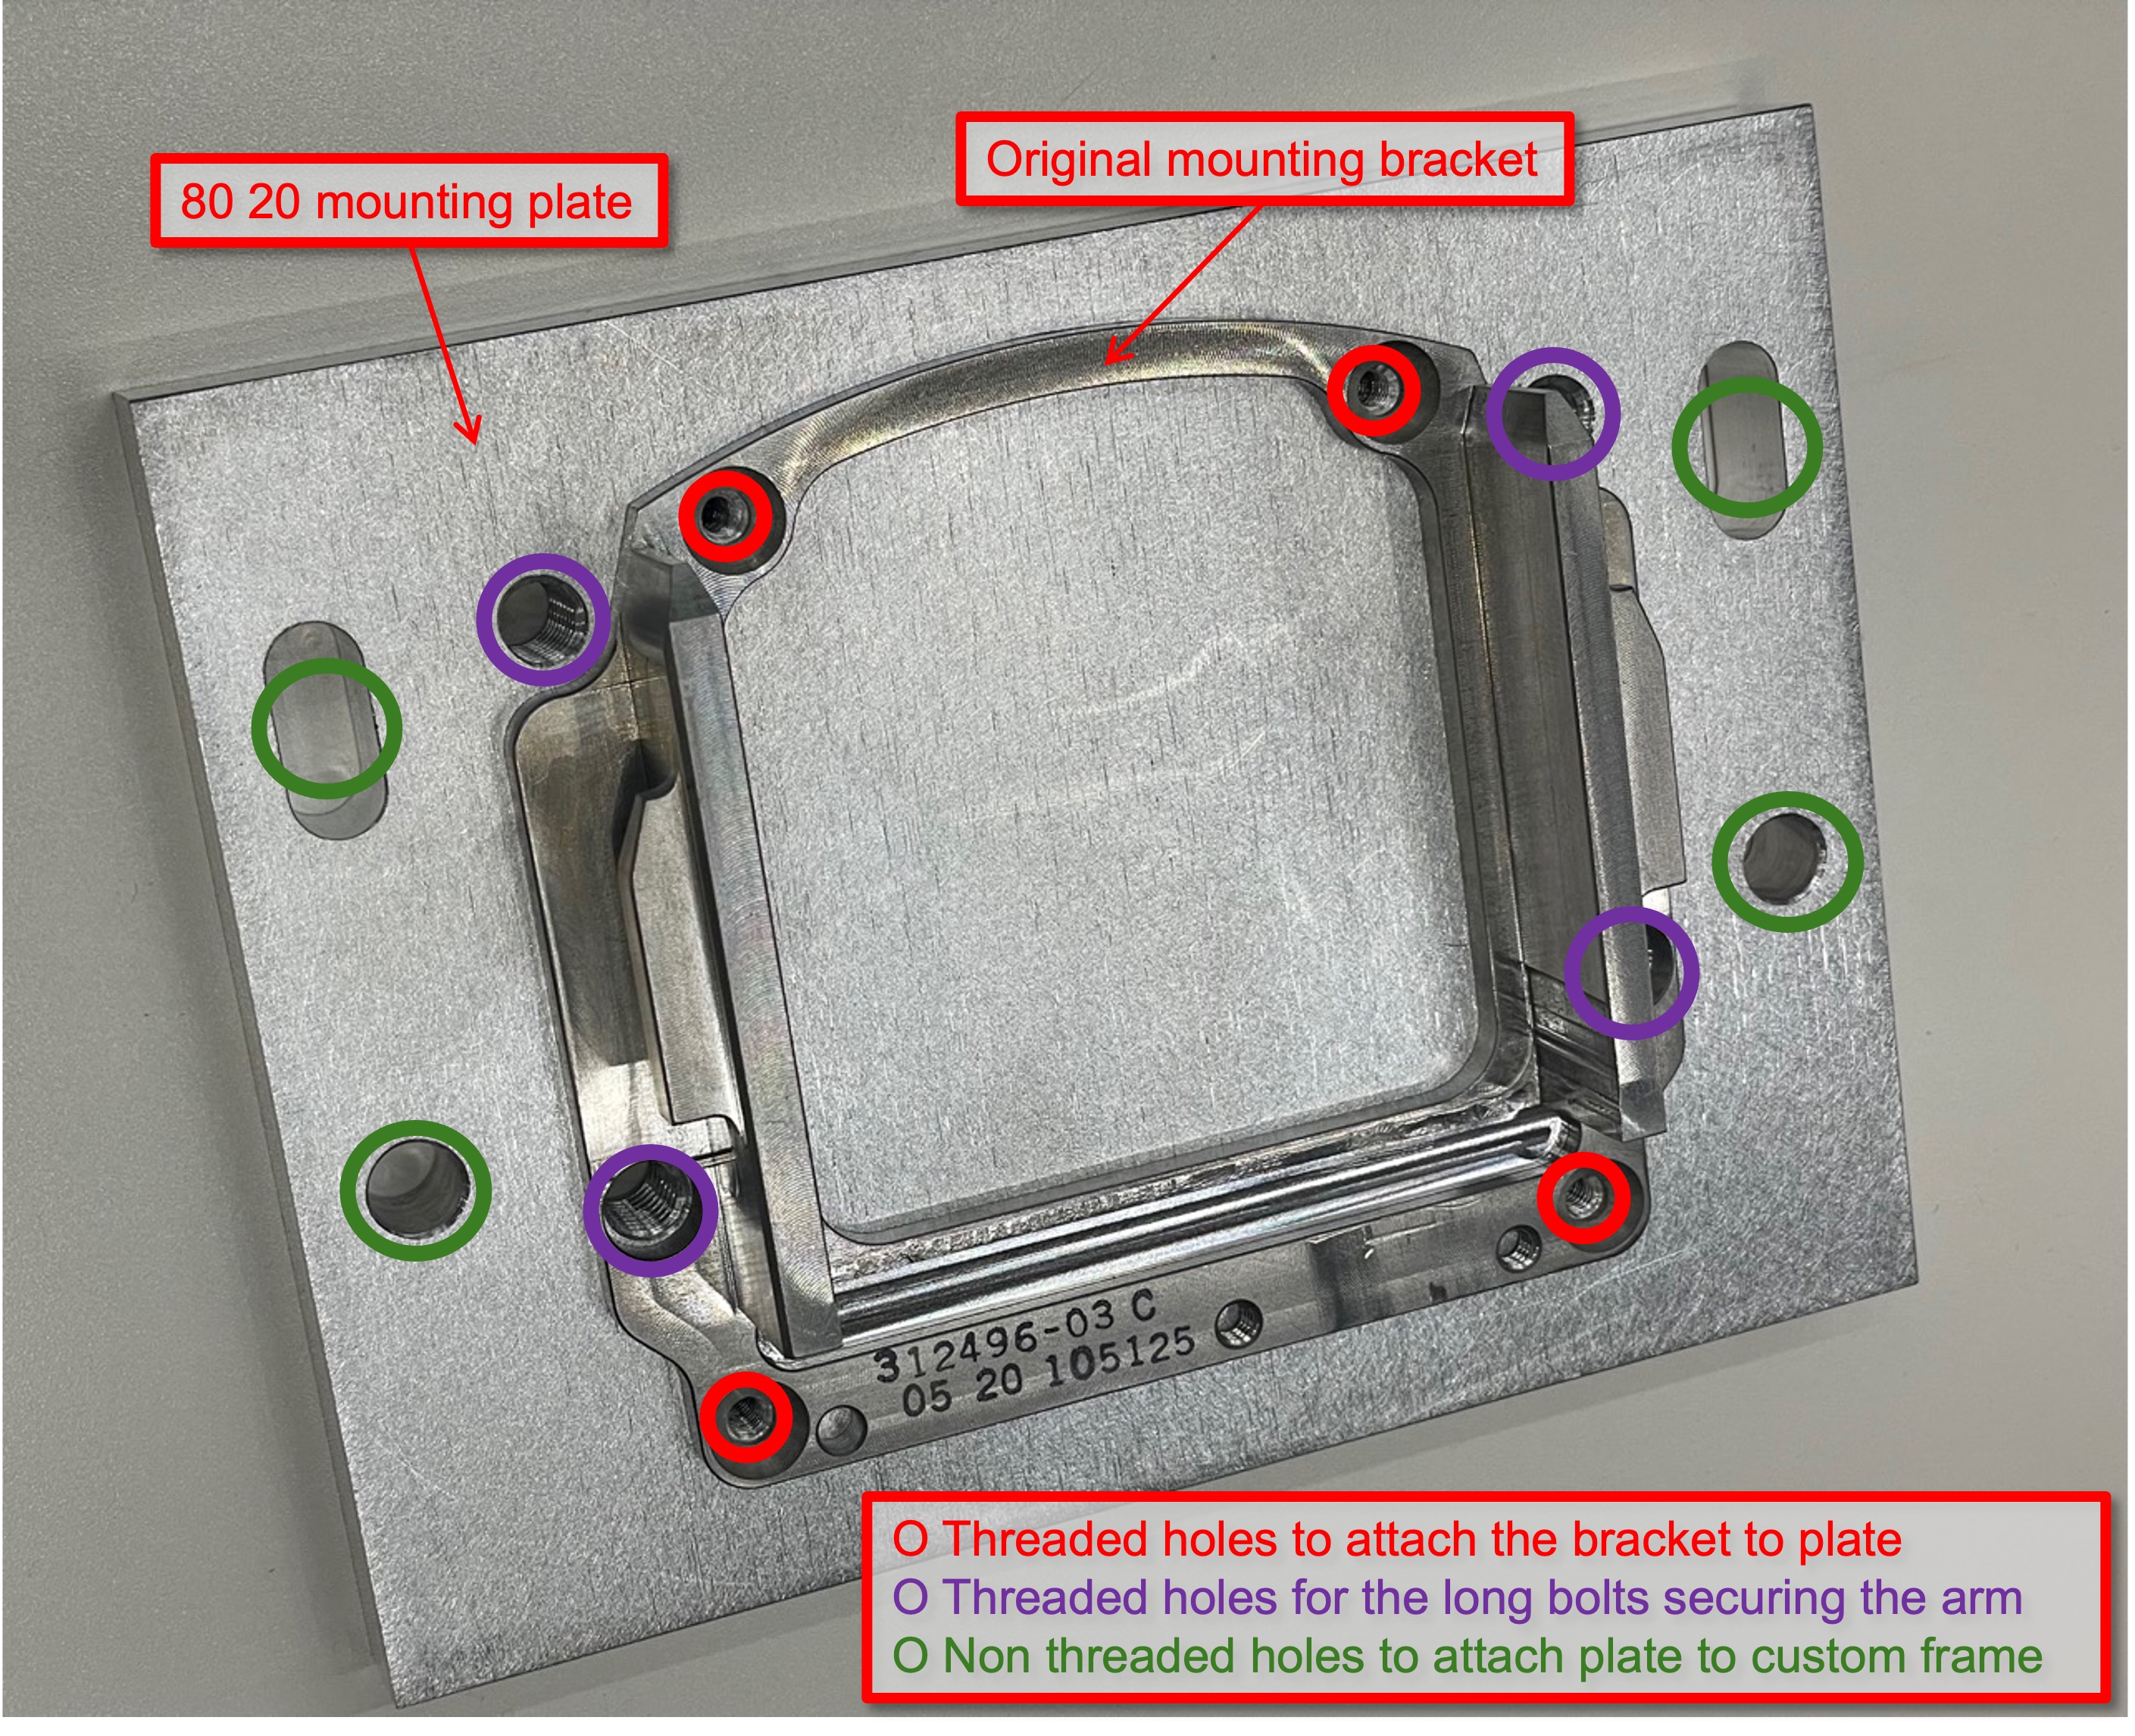 80 20 mounting plate
Original mounting bracket
312496-03 C
05 20 105125
O Threaded holes to attach the bracket to plate
O Threaded holes for the long bolts securing the arm
O Non threaded holes to attach plate to custom frame